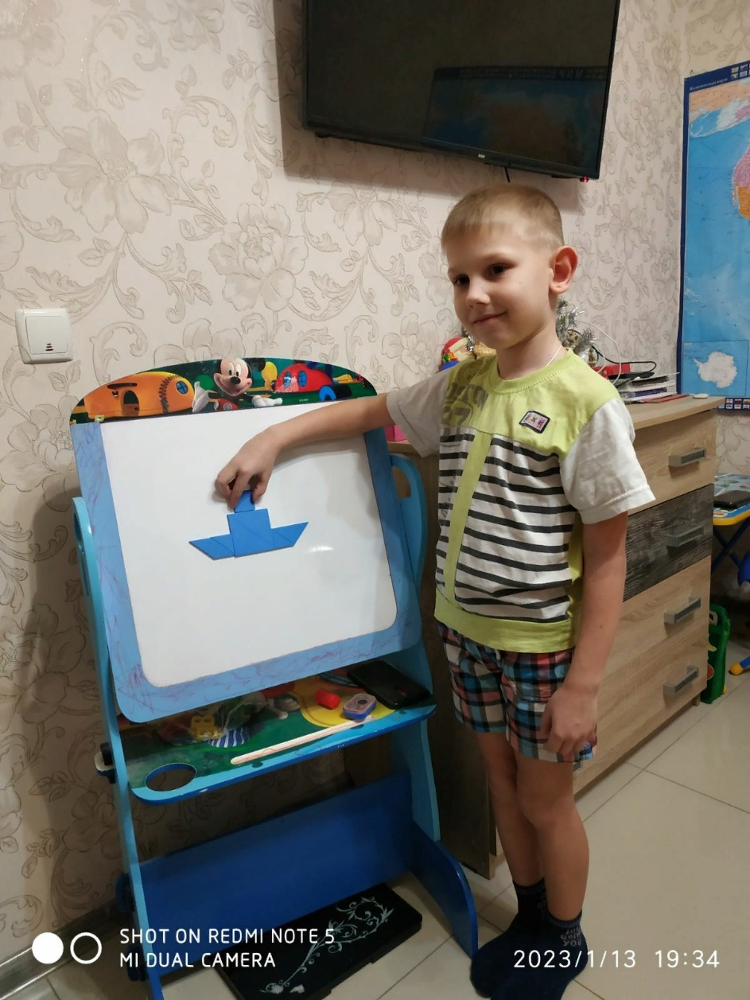 SHOT ON REDMI NOTE 5
MI DUAL CAMERA
2023/1/13 19:34